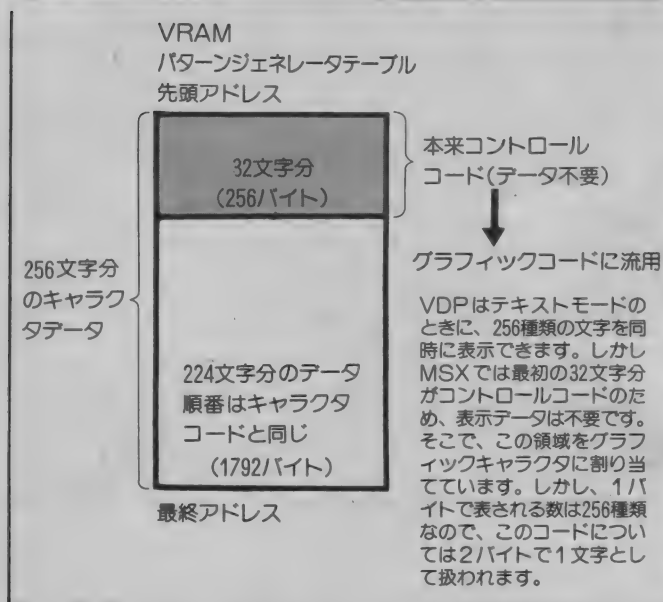 VRAM
パターンジェネレータテーブル
先頭アドレス
32文字分
(256バイト)
本来コントロール
コード(データ不要)
グラフィックコードに流用
256文字分
のキャラク
タデータ
224文字分のデータ
順番はキャラクタ
コードと同じ
(1792バイト)
最終アドレス
VDPはテキストモードの
ときに、256種類の文字を同
時に表示できます。しかし
MSXでは最初の32文字分
がコントロールコードのた
め、表示データは不要です。
そこで、この領域をグラフ
ィックキャラクタに割り当
てています。しかし、1バ
イトで表される数は256種類
なので、このコードについ
ては2バイトで1文字とし
て扱われます。